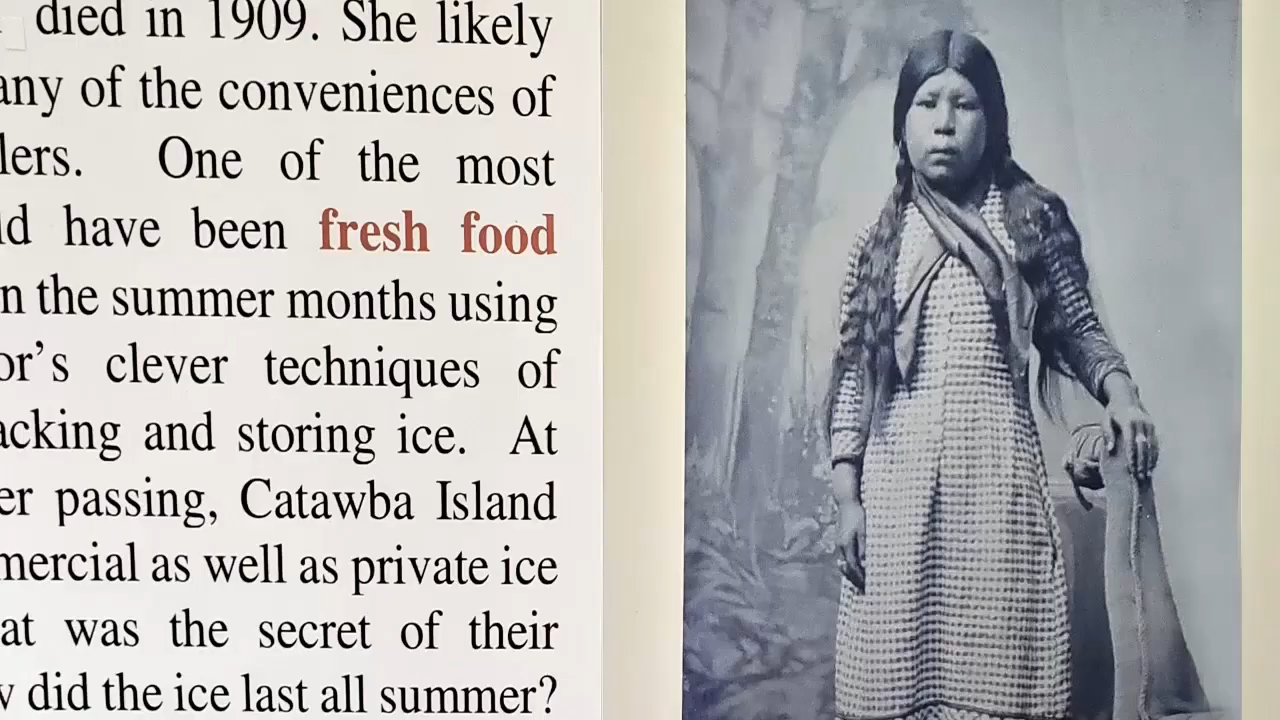 died in 1909. She likely
any of the conveniences of
lers. One of the most
ld have been fresh food
n the summer months using
or's clever techniques of
acking and storing ice. At
er passing, Catawba Island
mercial as well as private ice
at was the secret of their
did the ice last all summer?